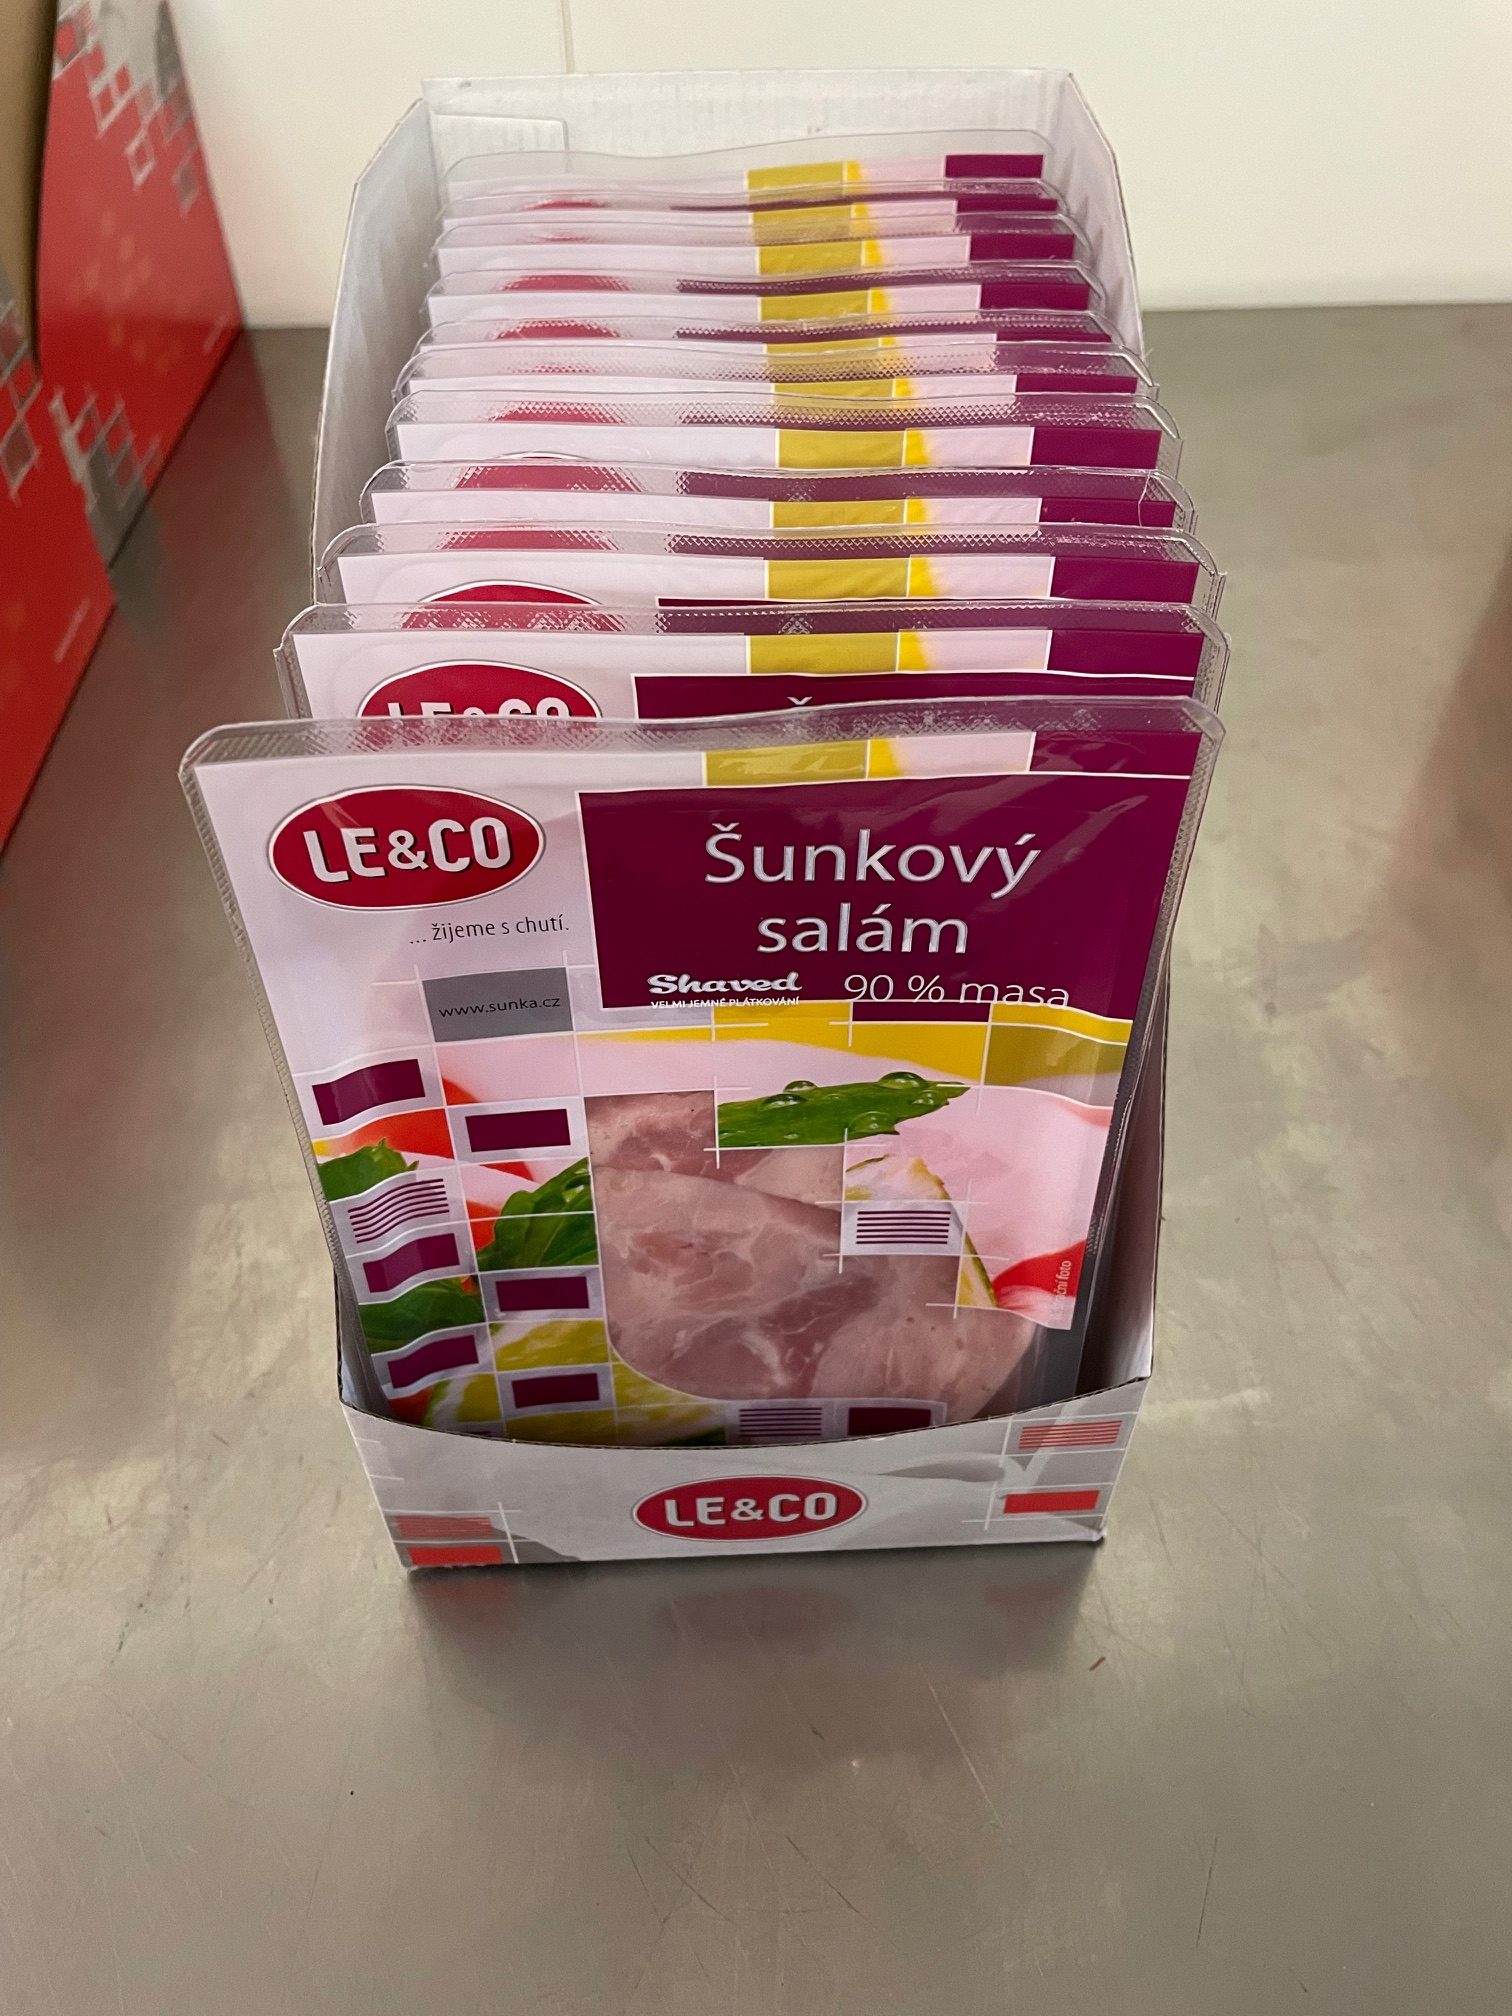 LE&CO
LE&CO
... žijeme s chutí.
Šunkový
salám
Shaved
VELMI JEMNÉ PLÁTKOVÁNÍ
90 % masa
www.sunka.cz
foto
LE&CO